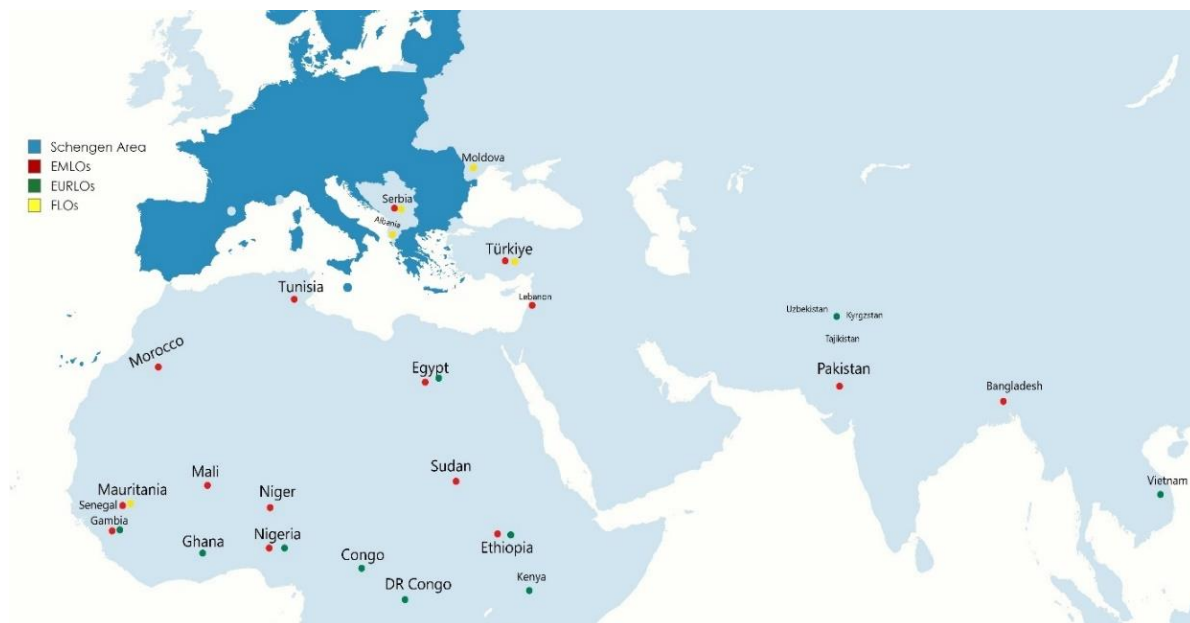 Schengen Area
EMLOs
EURLOs
FLOs
Moldova
Serbia
Albania
Türkiye
Tunisia
Lebanon
Uzbekistan
Kyrgzstan
Tajikistan
Morocco
Egypt
Pakistan
Bangladesh
Mali
Sudan
Mauritania
Niger
Vietnam
Senegal
Gambia
Nigeria
Ghana
Ethiopia
Congo
DR Congo
Kenya